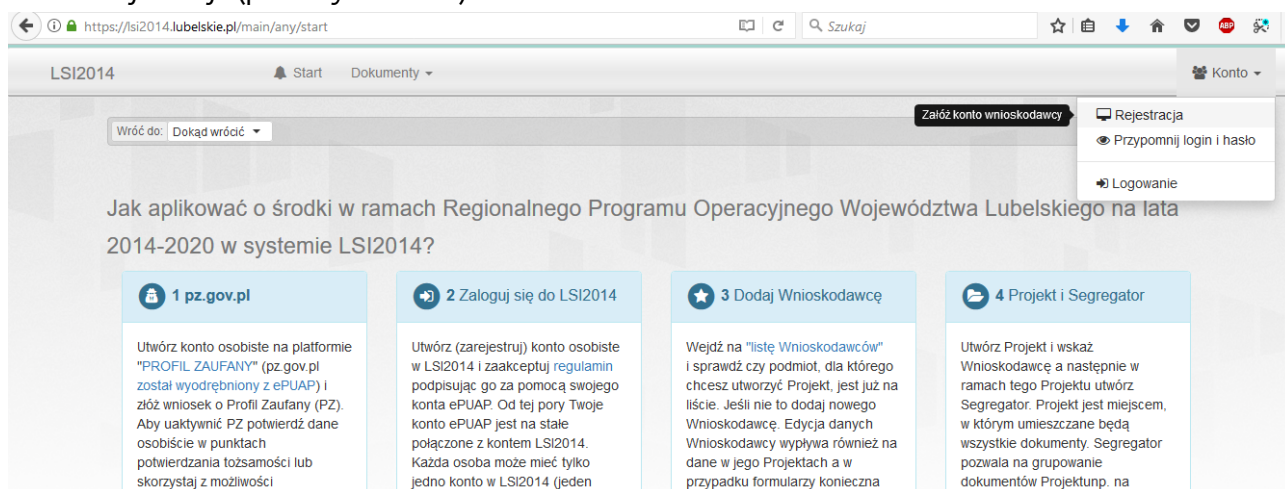 https://lsi2014.lubelskie.pl/main/any/start
Szukaj
ABP
LSI2014
Start
Dokumenty
Konto
Załóż konto wnioskodawcy
Rejestracja
Przypomnij login i hasło
Logowanie
Wróć do: Dokąd wrócić
Jak aplikować o środki w ramach Regionalnego Programu Operacyjnego Województwa Lubelskiego na lata
2014-2020 w systemie LSI2014?
1 pz.gov.pl
Utwórz konto osobiste na platformie
"PROFIL ZAUFANY" (pz.gov.pl
został wyodrębniony z ePUAP) i
złóż wniosek o Profil Zaufany (PZ).
Aby uaktywnić PZ potwierdź dane
osobiście w punktach
potwierdzania tożsamości lub
skorzystaj z możliwości
2 Zaloguj się do LSI2014
Utwórz (zarejestruj) konto osobiste
w LSI2014 i zaakceptuj regulamin
podpisując go za pomocą swojego
konta ePUAP. Od tej pory Twoje
konto ePUAP jest na stałe
połączone z kontem LSI2014.
Każda osoba może mieć tylko
jedno konto w LSI2014 (jeden
3 Dodaj Wnioskodawcę
Wejdź na "listę Wnioskodawców"
i sprawdź czy podmiot, dla którego
chcesz utworzyć Projekt, jest już na
liście. Jeśli nie to dodaj nowego
Wnioskodawcę. Edycja danych
Wnioskodawcy wypływa również na
dane w jego Projektach a w
przypadku formularzy konieczna
4 Projekt i Segregator
Utwórz Projekt i wskaż
Wnioskodawcę a następnie w
ramach tego Projektu utwórz
Segregator. Projekt jest miejscem,
w którym umieszczane będą
wszystkie dokumenty. Segregator
pozwala na grupowanie
dokumentów Projektunp. na